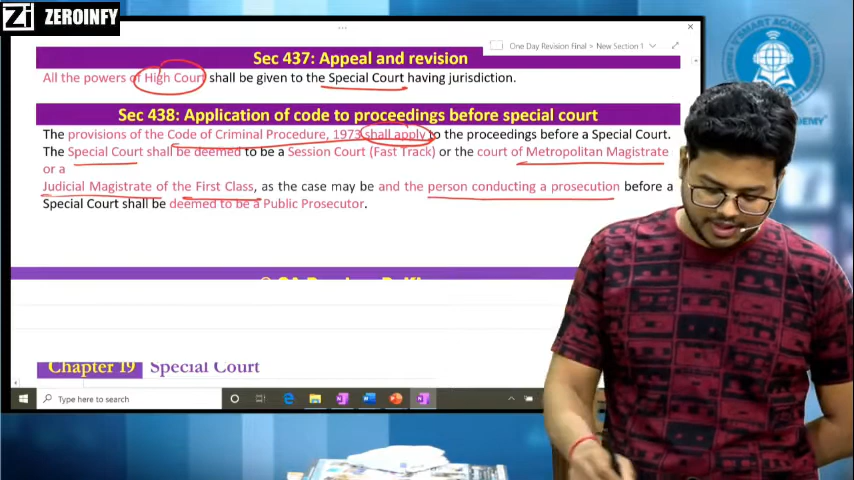 Zi ZEROINFY
One Day Revision Final » New Section 1
Sec 437: Appeal and revision
All the powers of High Court shall be given to the Special Court having jurisdiction.
Sec 438: Application of code to proceedings before special court
The provisions of the Code of Criminal Procedure, 1973 shall apply to the proceedings before a Special Court.
The Special Court shall be deemed to be a Session Court (Fast Track) or the court of Metropolitan Magistrate
or a
Judicial Magistrate of the First Class, as the case may be and the person conducting a prosecution before a
Special Court shall be deemed to be a Public Prosecutor.
Chapter 19 Special Court
Type here to search